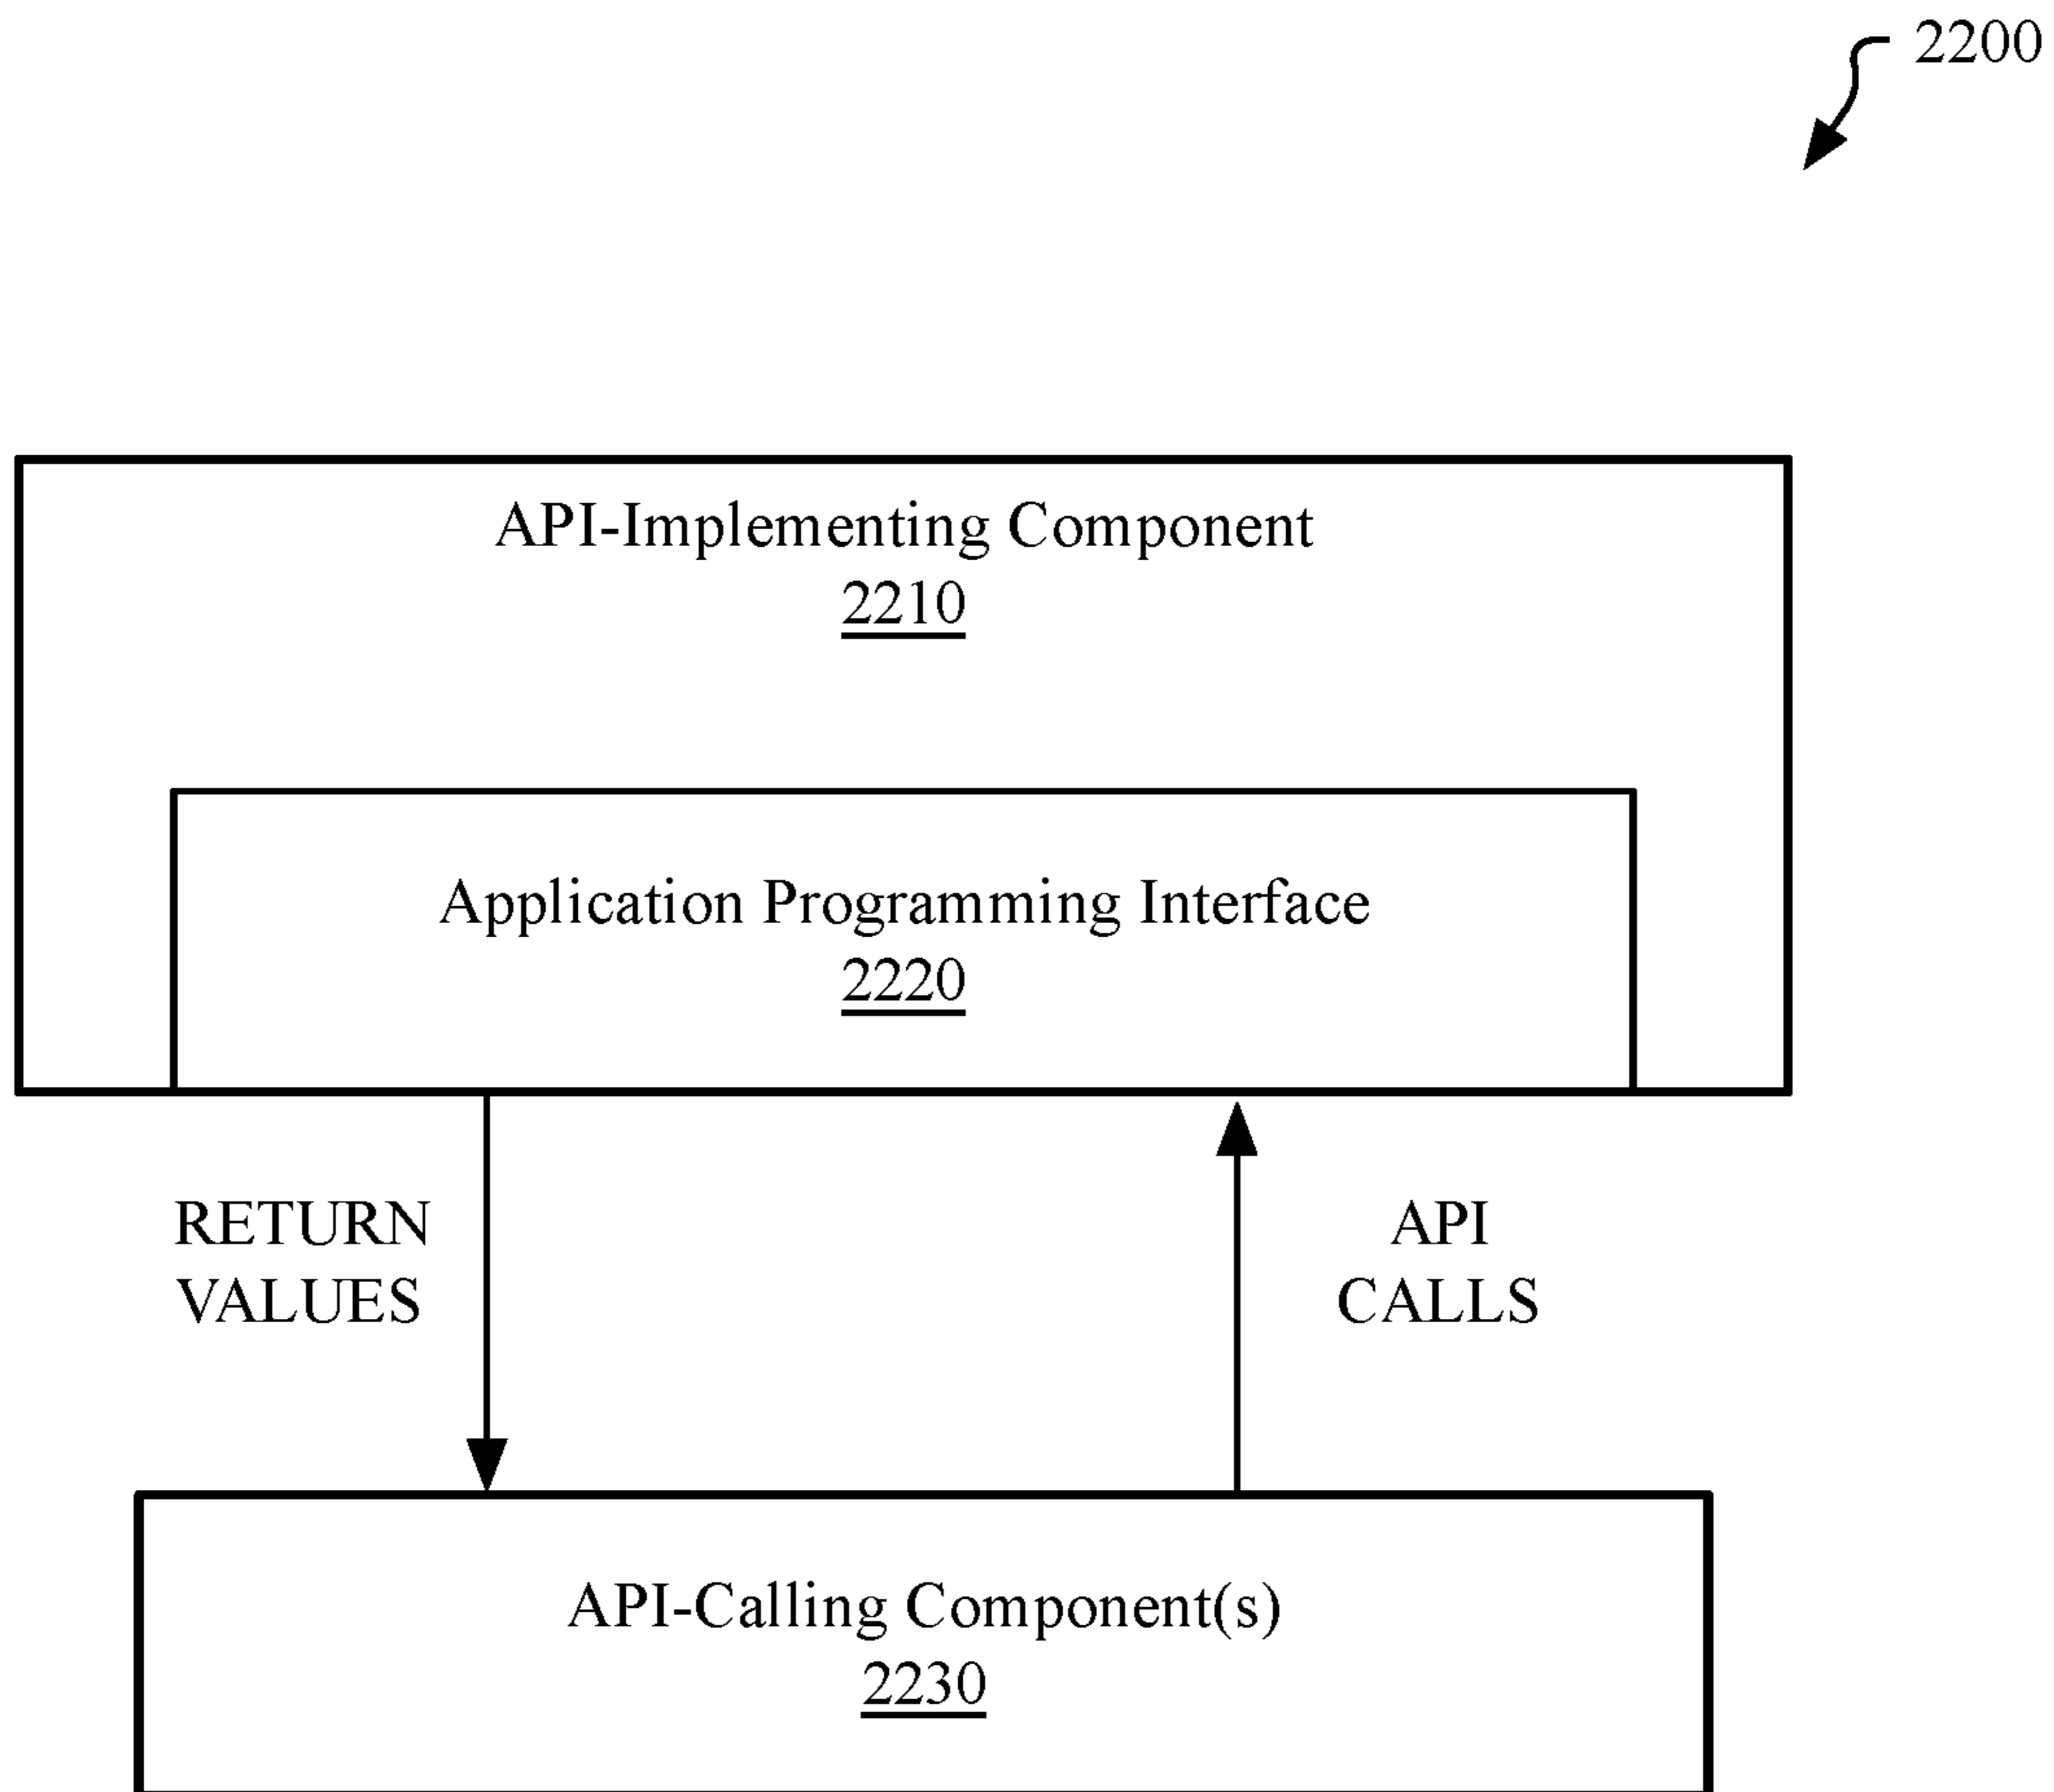 2200
API-Implementing Component
2210
Application Programming Interface
2220
RETURN
VALUES
API
CALLS
API-Calling Component(s)
2230